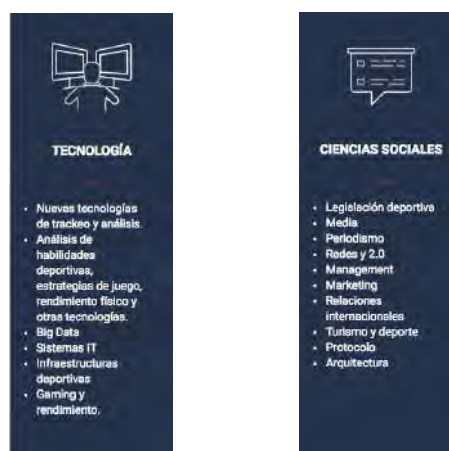 TECNOLOGÍA
• Nuevas tecnologías
de trackeo y análisis.
• Análisis de
habilidades
deportivas,
estrategias de juego,
rendimiento físico y
otras tecnologías.
• Big Data
• Sistemas IT
• Infraestructuras
deportivas
• Gaming y
rendimiento.
CIENCIAS SOCIALES
• Legislación deportiva
• Media
• Periodismo
• Redes y 2.0
• Management
• Marketing
• Relaciones
internacionales
• Turismo y deporte
• Protocolo
• Arquitectura